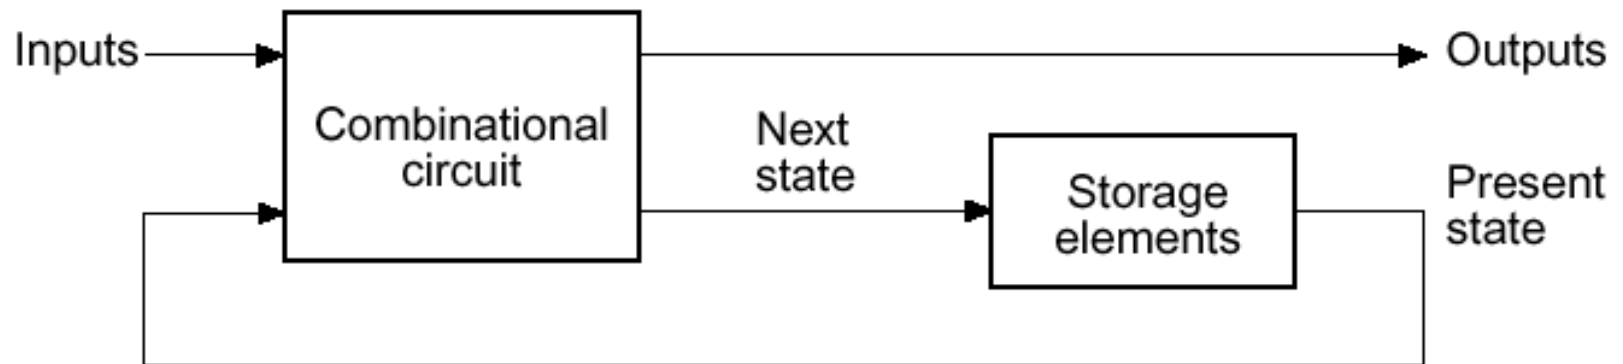 Inputs
Combinational
circuit
Next
state
Storage
elements
Outputs
Present
state